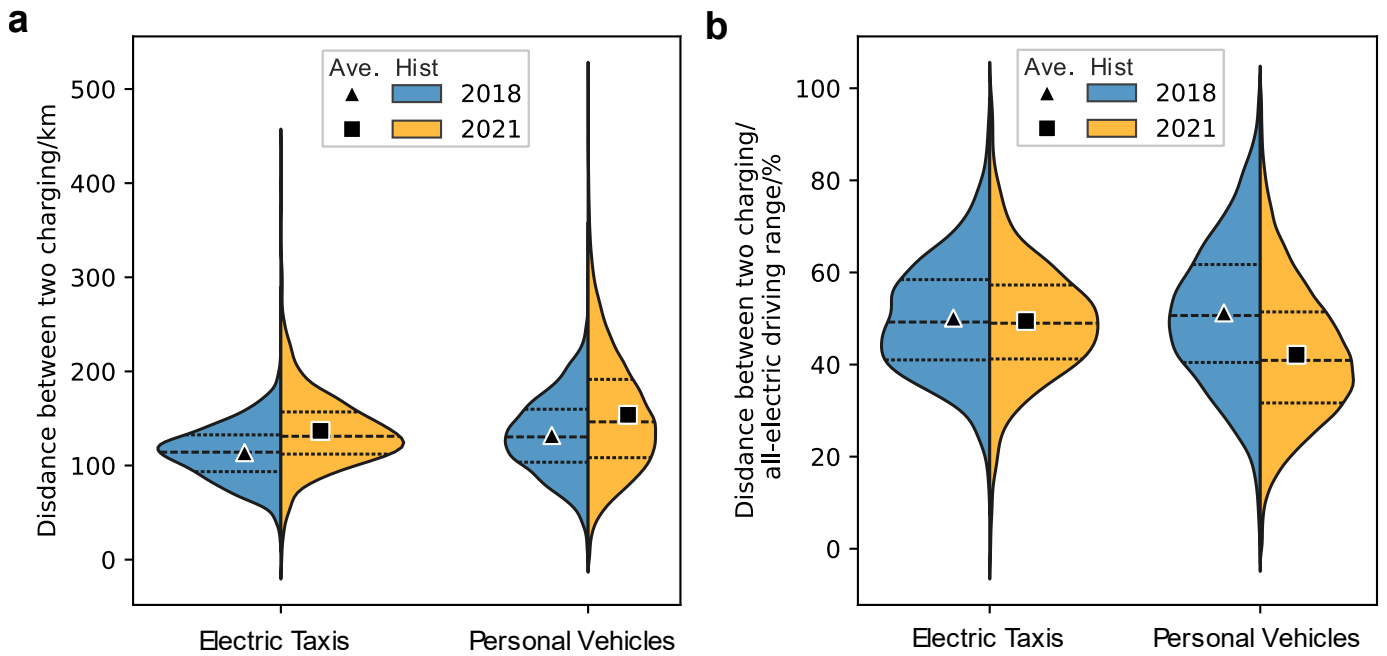 a
Disdance between two charging/km
500
400
300
200
100
0
Ave. Hist
2018
2021
Electric Taxis
Personal Vehicles
b
Disdance between two charging/
all-electric driving range/%
100
80
60
40
20
0
Ave. Hist
2018
2021
Electric Taxis
Personal Vehicles